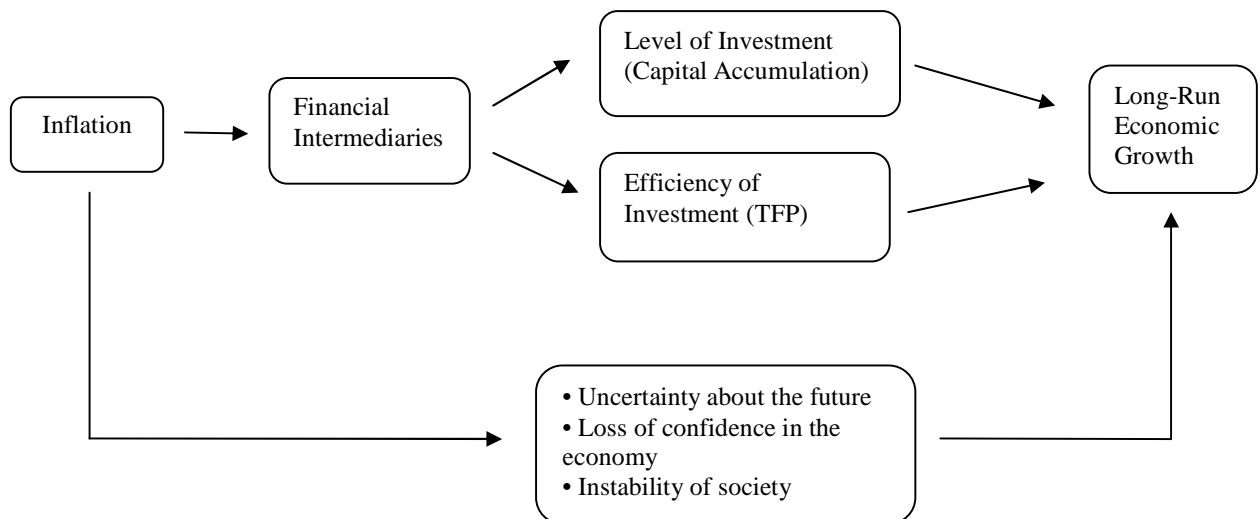 Inflation
Financial
Intermediaries
Level of Investment
(Capital Accumulation)
Efficiency of
Investment (TFP)
Long-Run
Economic
Growth
• Uncertainty about the future
• Loss of confidence in the
economy
• Instability of society